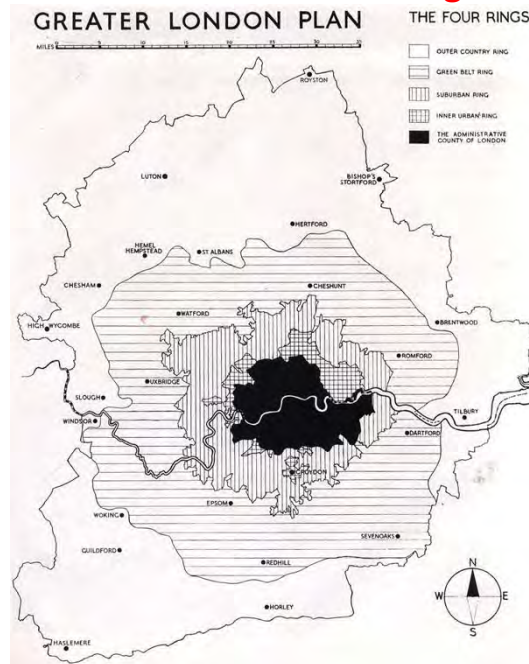 GREATER LONDON PLAN
MILES
THE FOUR RINGS
OUTER COUNTRY RING
GREEN BELT RING
SUBURBAN RING
INNER URBAN RING
THE ADMINISTRATIVE
COUNTY OF LONDON
ROYSTON
LUTON
BISHOP'S
STORTFORD
HERTFORD
HEMEL
HEMPSTEAD
ST ALBANS
CHESHAM
CHESHUNT
WATFORD
HIGH WYCOMBE
BRENTWOOD
ROMFORD
UXBRIDGE
SLOUGH
TILBURY
WINDSOR
DARTFORD
CROYDON
EPSOM
WOKING
SEVENOAKS
GUILDFORD
REDHILL
HORLEY
HASLEMERE
N
W E
S